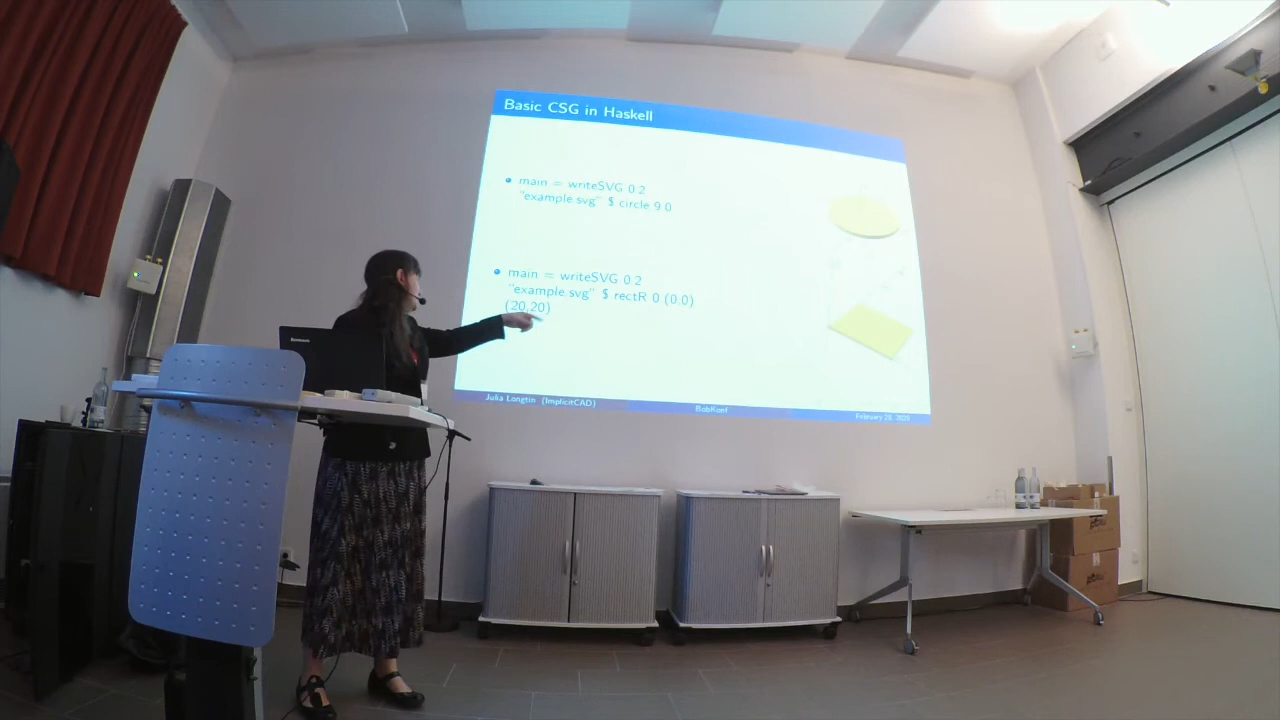 Basic CSG in Haskell
main = writeSVG 0.2
"example.svg" $ circle 9.0
main = writeSVG 0.2
"example.svg" $ rectR 0 (0,0)
(20,20)
Julia Longtin (ImplicitCAD)
BobKonf
February 28, 2020